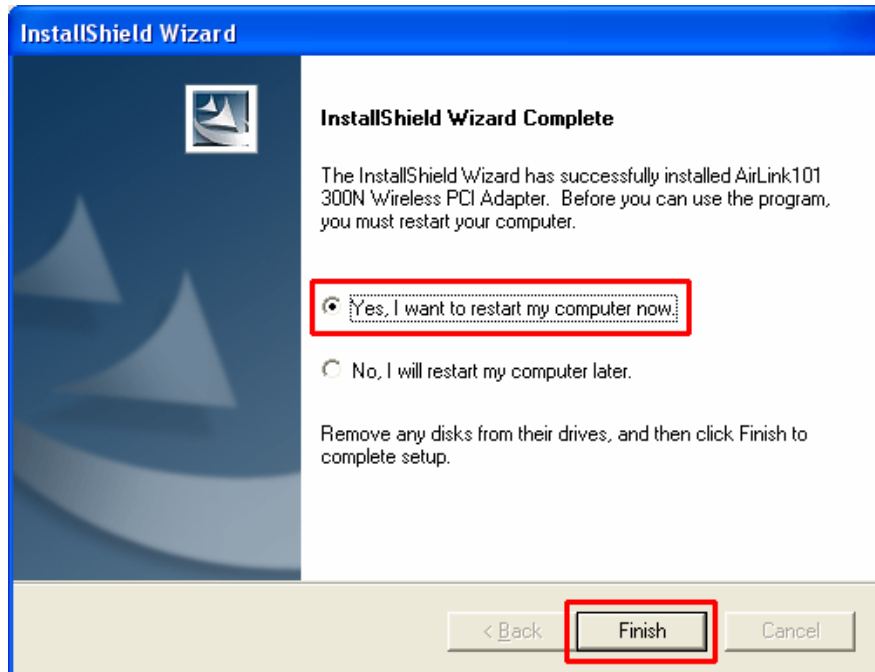 InstallShield Wizard
InstallShield Wizard Complete
The InstallShield Wizard has successfully installed AirLink101
300N Wireless PCI Adapter.  Before you can use the program,
you must restart your computer.
Yes, I want to restart my computer now.
No, I will restart my computer later.
Remove any disks from their drives, and then click Finish to
complete setup.
< Back
Finish
Cancel